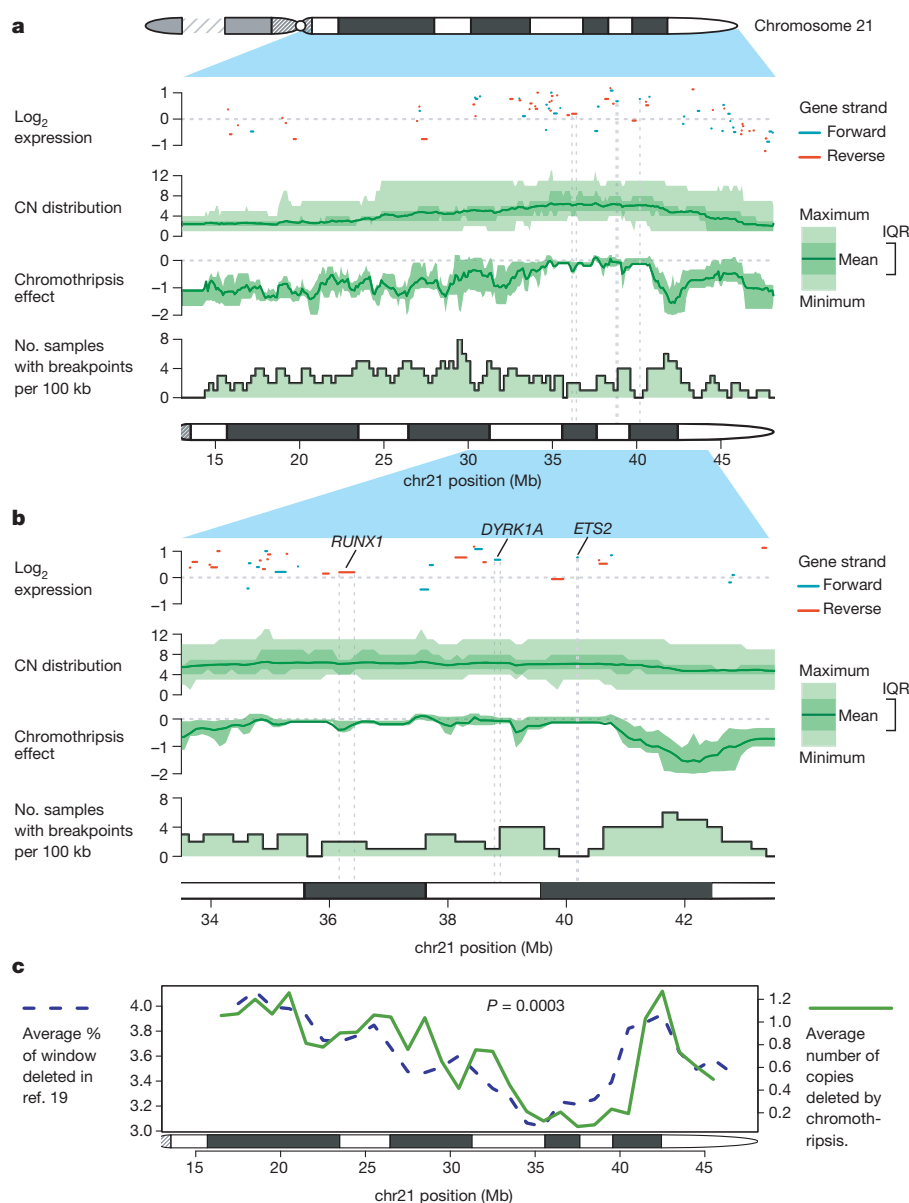 a
Chromosome 21
Log2
expression
1
0
−1
Gene strand
Forward
Reverse
CN distribution
12
8
4
0
Maximum
IQR
Mean
Minimum
Chromothripsis
effect
0
−1
−2
No. samples
with breakpoints
per 100 kb
8
4
0
15 20 25 30 35 40 45
chr21 position (Mb)
b
RUNX1
DYRK1A
ETS2
Log2
expression
1
0
−1
Gene strand
Forward
Reverse
CN distribution
12
8
4
0
Maximum
IQR
Mean
Minimum
Chromothripsis
effect
0
−1
−2
No. samples
with breakpoints
per 100 kb
8
4
0
34 36 38 40 42
chr21 position (Mb)
c
Average %
of window
deleted in
ref. 19
4.0
3.8
3.6
3.4
3.2
3.0
P = 0.0003
1.2
1.0
0.8
0.6
0.4
0.2
Average
number of
copies
deleted by
chromoth-
ripsis.
15 20 25 30 35 40 45
chr21 position (Mb)